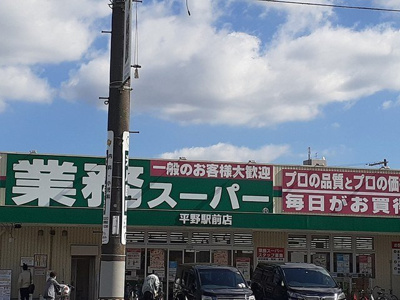 業務スーパー
一般のお客様大歓迎
平野駅前店
プロの品質とプロの価
毎日がお買得